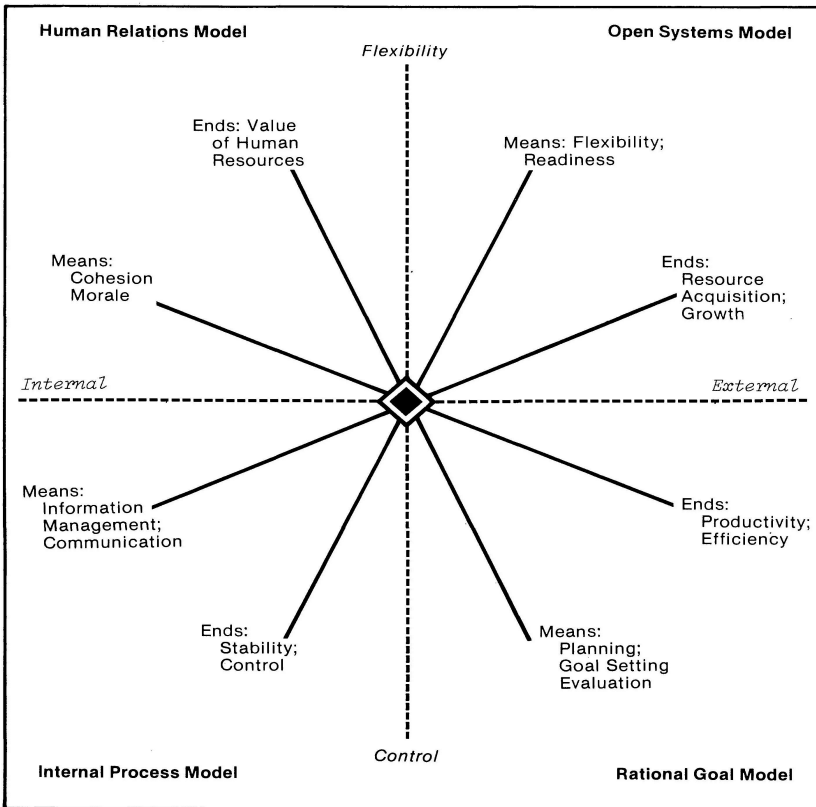 Human Relations Model
Open Systems Model
Flexibility
Ends: Value
of Human
Resources
Means: Flexibility;
Readiness
Means:
Cohesion
Morale
Ends:
Resource
Acquisition;
Growth
Internal
External
Means:
Information
Management;
Communication
Ends:
Productivity;
Efficiency
Ends:
Stability;
Control
Means:
Planning;
Goal Setting
Evaluation
Control
Internal Process Model
Rational Goal Model